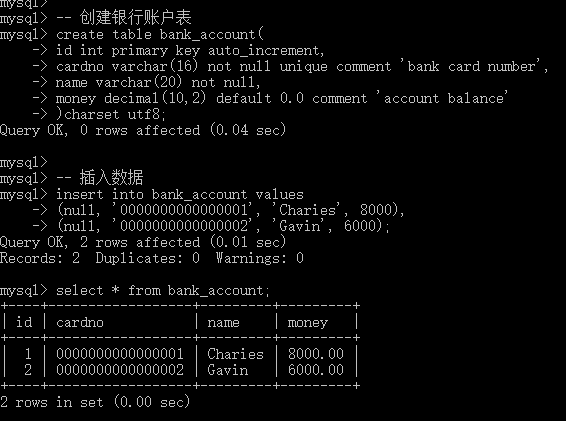 mysql>
mysql> -- 创建银行账户表
mysql> create table bank_account(
    -> id int primary key auto_increment,
    -> cardno varchar(16) not null unique comment 'bank card number',
    -> name varchar(20) not null,
    -> money decimal(10,2) default 0.0 comment 'account balance'
    -> )charset utf8;
Query OK, 0 rows affected (0.04 sec)
mysql>
mysql> -- 插入数据
mysql> insert into bank_account values
    -> (null, '0000000000000001', 'Charies', 8000),
    -> (null, '0000000000000002', 'Gavin', 6000);
Query OK, 2 rows affected (0.01 sec)
Records: 2  Duplicates: 0  Warnings: 0
mysql> select * from bank_account;
+----+------------------+---------+---------+
| id | cardno           | name    | money   |
+----+------------------+---------+---------+
|  1 | 0000000000000001 | Charies | 8000.00 |
|  2 | 0000000000000002 | Gavin   | 6000.00 |
+----+------------------+---------+---------+
2 rows in set (0.00 sec)